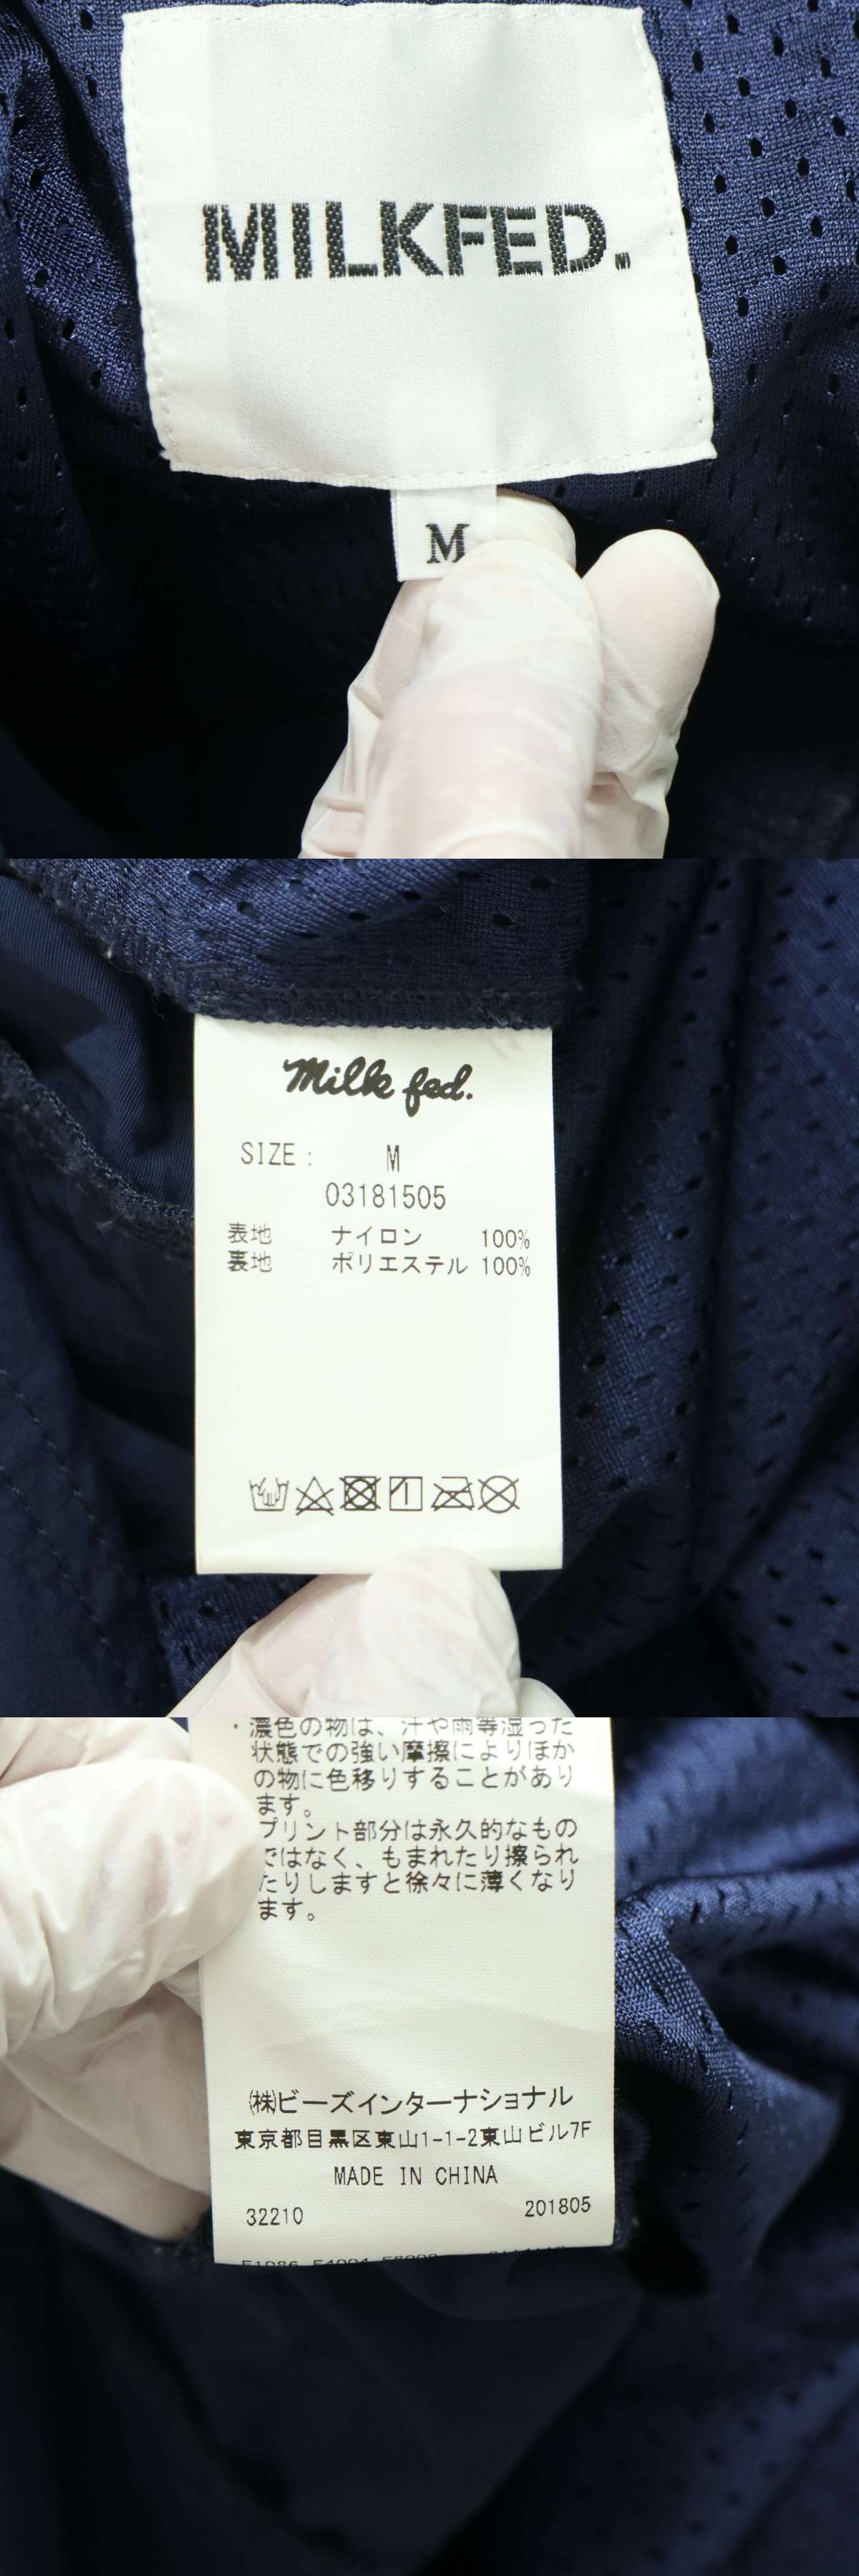 MILKFED.
M
Milk fed.
SIZE : M
03181505
表地 ナイロン 100%
裏地 ポリエステル 100%
・濃色の物は、汗や雨等湿った
状態での強い摩擦によりほか
の物に色移りすることがあり
ます。
プリント部分は永久的なもの
ではなく、もまれたり擦られ
たりしますと徐々に薄くなり
ます。
㈱ビーズインターナショナル
東京都目黒区東山1-1-2東山ビル7F
MADE IN CHINA
32210 201805